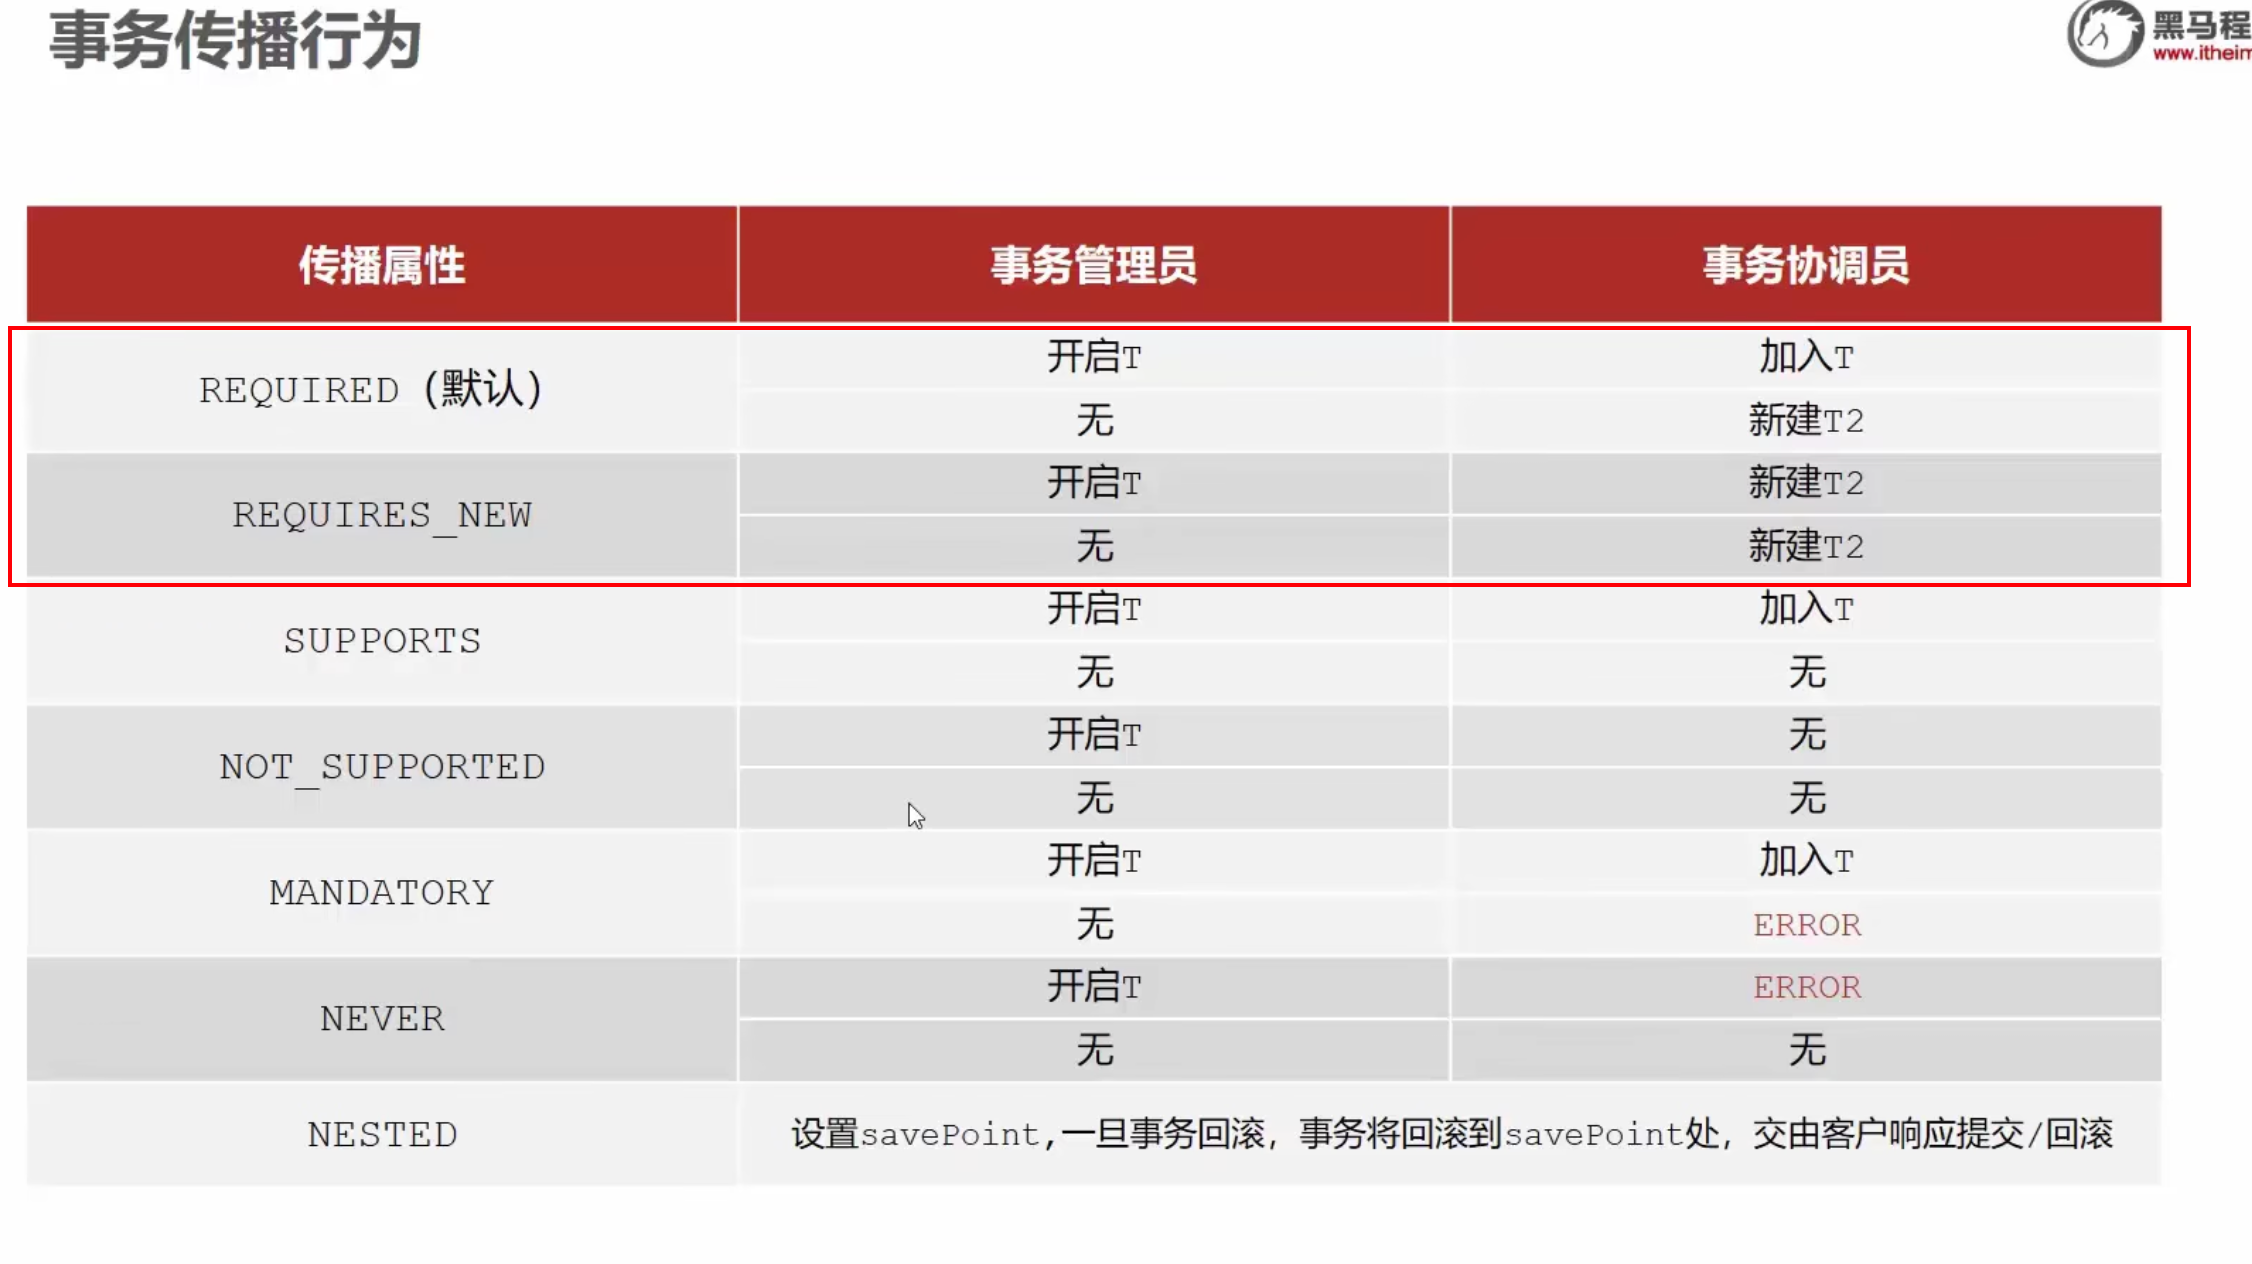 事务传播行为
黑马程
www.itheim
传播属性 事务管理员 事务协调员
REQUIRED（默认） 开启T 加入T
无 新建T2
REQUIRES_NEW 开启T 新建T2
无 新建T2
SUPPORTS 开启T 加入T
无 无
NOT_SUPPORTED 开启T 无
无 无
MANDATORY 开启T 加入T
无 ERROR
NEVER 开启T ERROR
无 无
NESTED 设置savePoint,一旦事务回滚，事务将回滚到savePoint处，交由客户响应提交/回滚